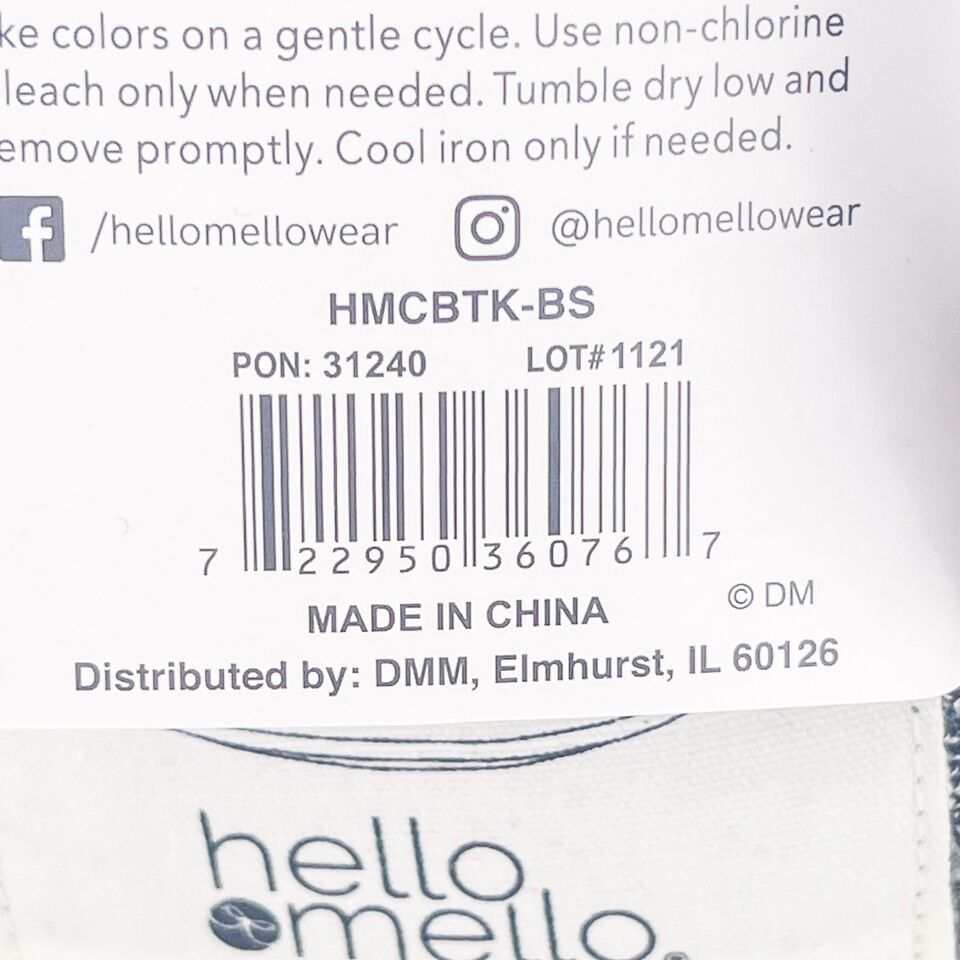 ke colors on a gentle cycle. Use non-chlorine
leach only when needed. Tumble dry low and
emove promptly. Cool iron only if needed.
/hellomellowear @hellomellowear
HMCBTK-BS
PON: 31240 LOT# 1121
7 22950 36076 7
© DM
MADE IN CHINA
Distributed by: DMM, Elmhurst, IL 60126
hello
mello®